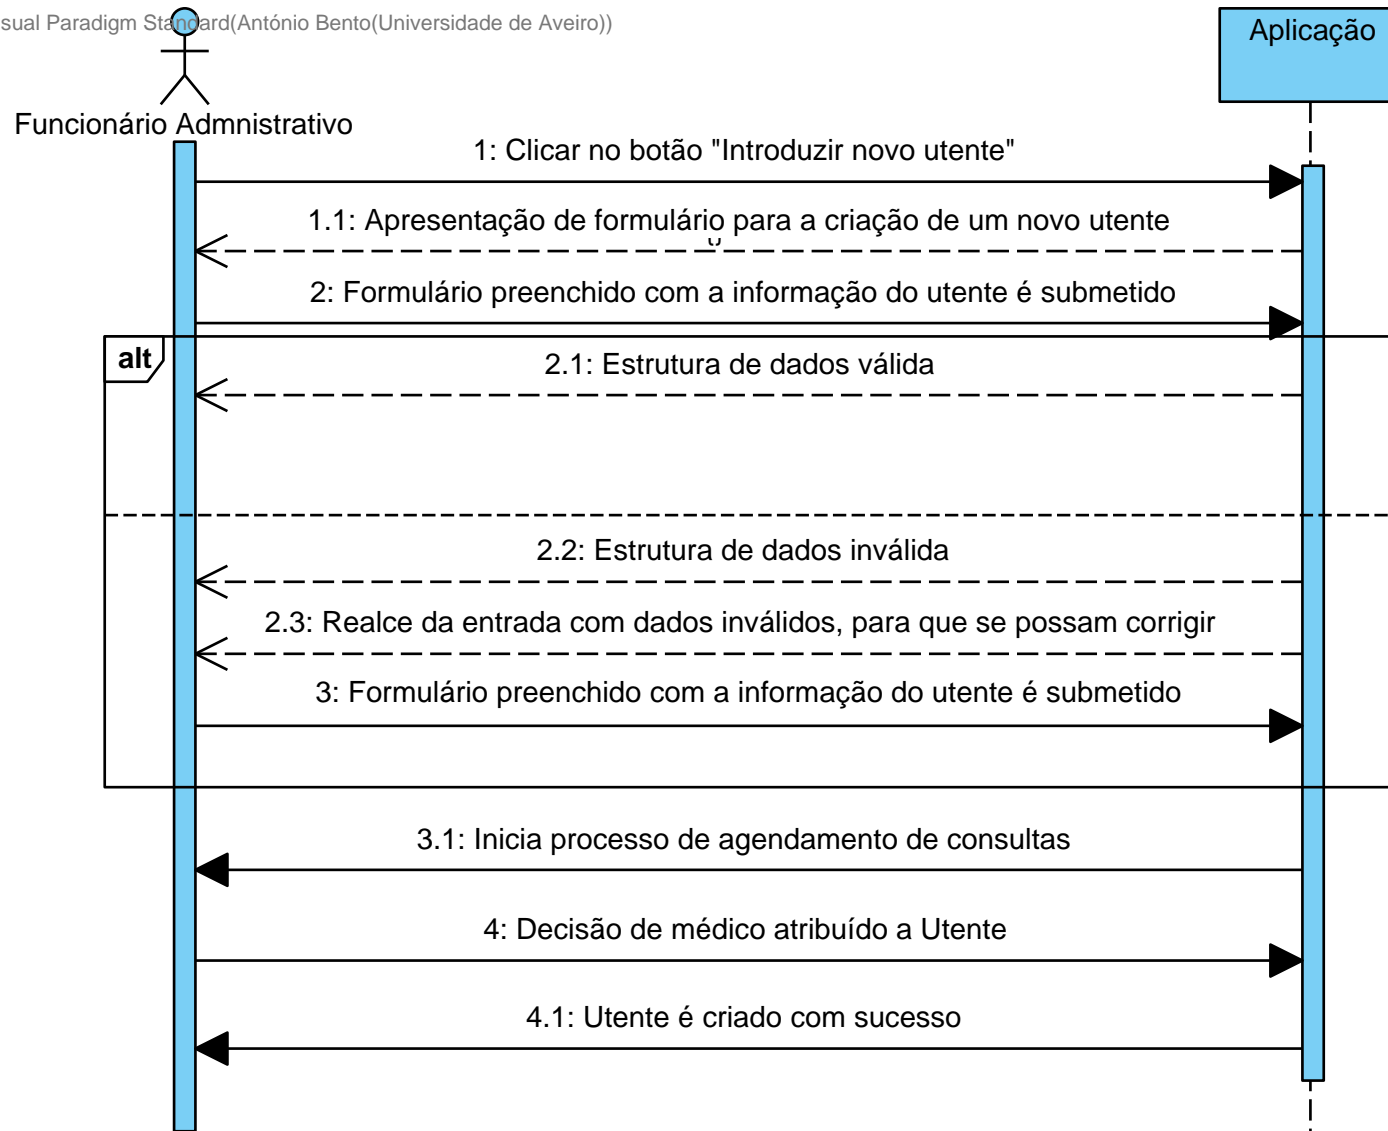 sual Paradigm Standard(António Bento(Universidade de Aveiro))
Aplicação
Funcionário Admnistrativo
1: Clicar no botão "Introduzir novo utente"
1.1: Apresentação de formulário para a criação de um novo utente
2: Formulário preenchido com a informação do utente é submetido
alt
2.1: Estrutura de dados válida
2.2: Estrutura de dados inválida
2.3: Realce da entrada com dados inválidos, para que se possam corrigir
3: Formulário preenchido com a informação do utente é submetido
3.1: Inicia processo de agendamento de consultas
4: Decisão de médico atribuído a Utente
4.1: Utente é criado com sucesso